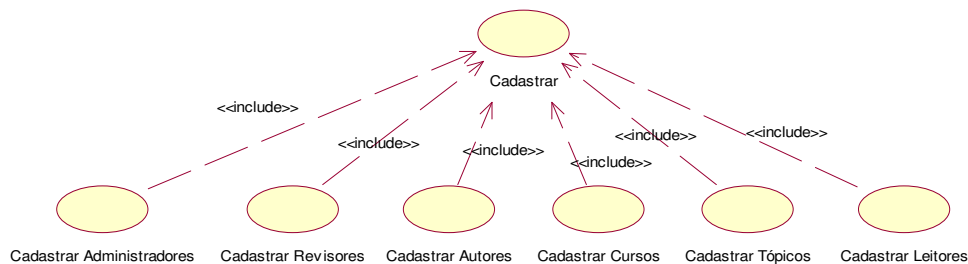 Cadastrar
<<include>>
<<include>>
<<include>>
<<include>>
<<include>>
<<include>>
Cadastrar Administradores
Cadastrar Revisores
Cadastrar Autores
Cadastrar Cursos
Cadastrar Tópicos
Cadastrar Leitores